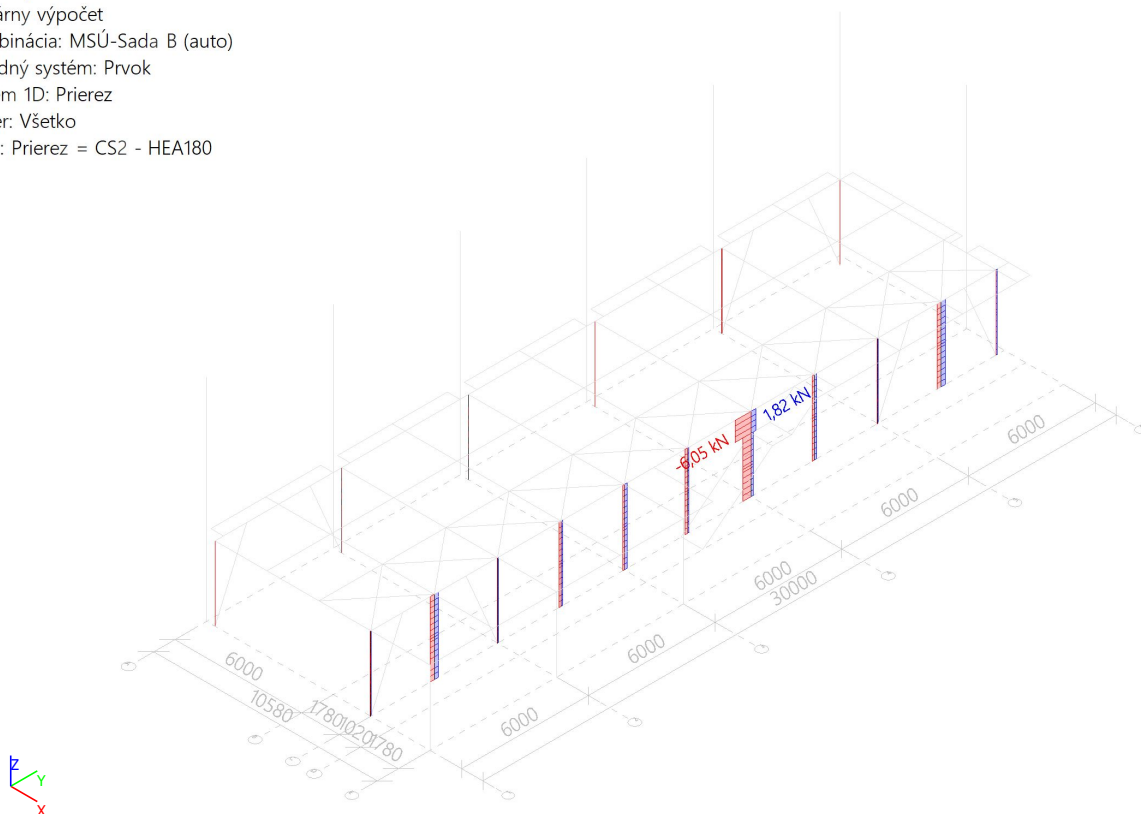 árny výpočet
binácia: MSÚ-Sada B (auto)
dný systém: Prvok
m 1D: Prierez
r: Všetko
: Prierez = CS2 - HEA180
1,82 kN
-6,05 kN
6000
6000
6000
30000
6000
6000
6000
10580
1780
1020
1780
Z
Y
X